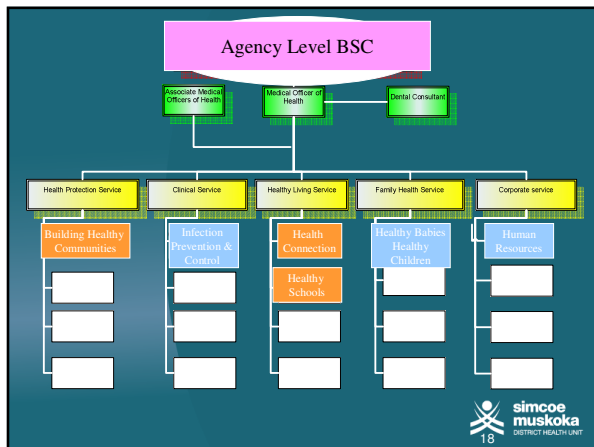 Agency Level BSC
Associate Medical
Officers of Health
Medical Officer of
Health
Dental Consultant
Health Protection Service
Clinical Service
Healthy Living Service
Family Health Service
Corporate service
Building Healthy
Communities
Infection
Prevention &
Control
Health
Connection
Healthy Babies
Healthy
Children
Human
Resources
Healthy
Schools
simcoe
muskoka
DISTRICT HEALTH UNIT
18